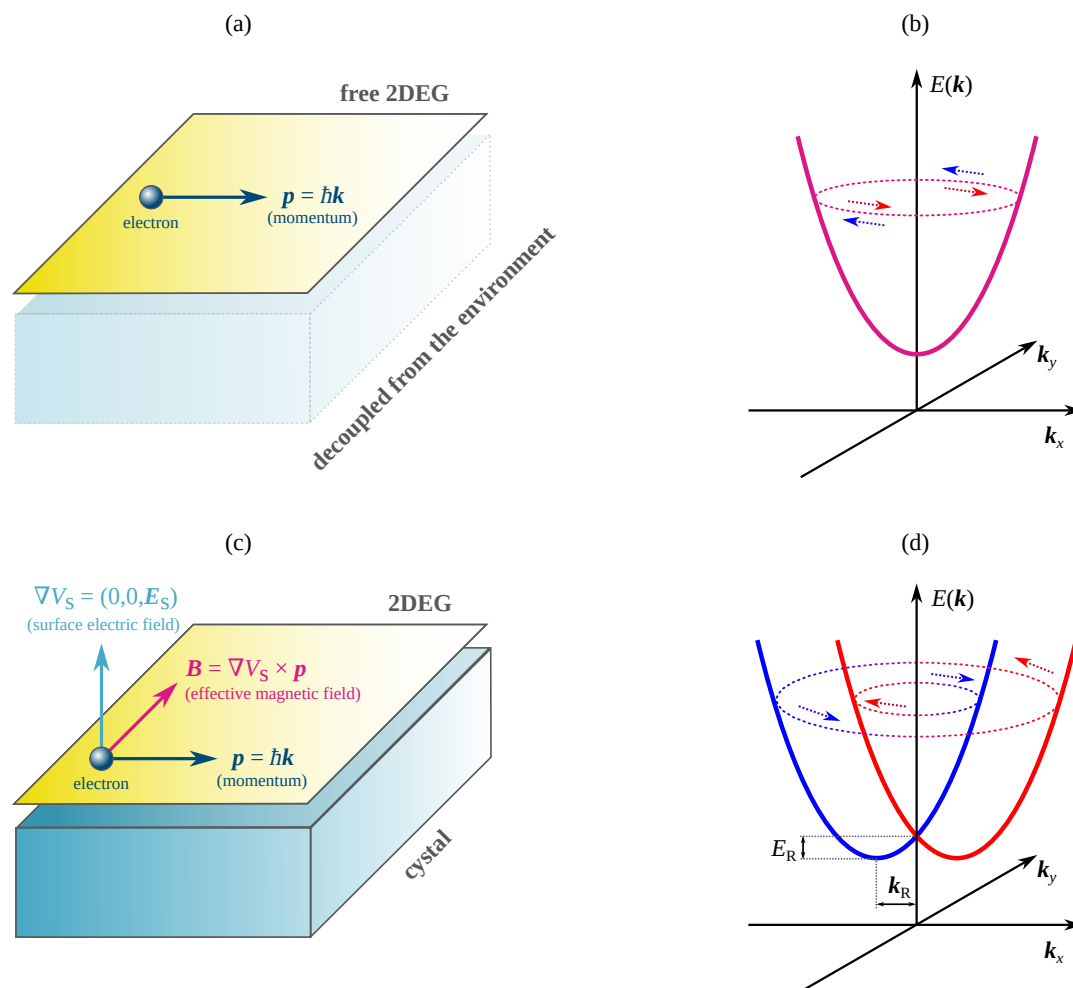 (a)
free 2DEG
p = ħk
(momentum)
electron
decoupled from the environment
(b)
E(k)
k_y
k_x
(c)
∇V_S = (0,0,E_S)
(surface electric field)
2DEG
B = ∇V_S × p
(effective magnetic field)
p = ħk
(momentum)
electron
cystal
(d)
E(k)
E_R
k_R
k_y
k_x